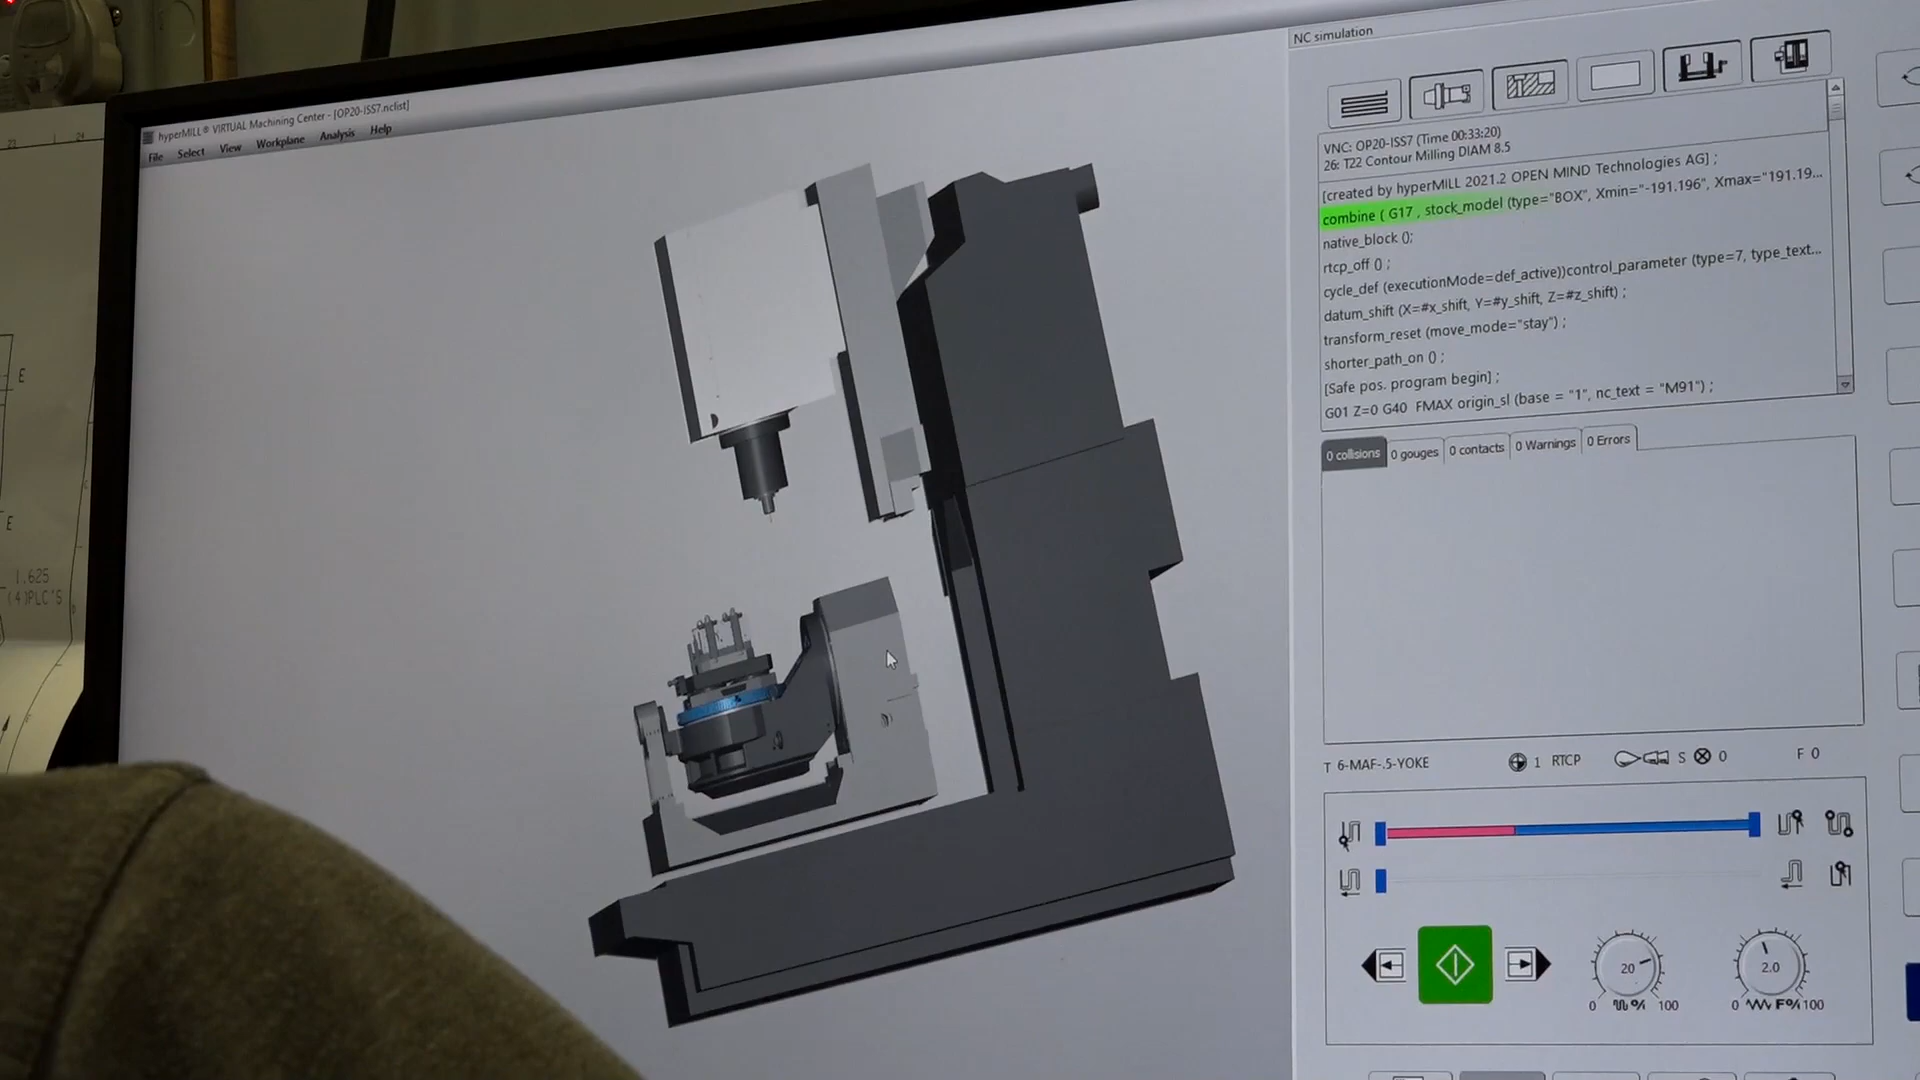 hyperMILL® VIRTUAL Machining Center - [OP20-ISS7.nclist]
File Select View Workplane Analysis Help
NC simulation
VNC: OP20-ISS7 (Time 00:33:20)
26: T22 Contour Milling DIAM 8.5
[created by hyperMILL 2021.2 OPEN MIND Technologies AG] ;
combine ( G17 , stock_model (type="BOX", Xmin="-191.196", Xmax="191.19...
native_block ();
rtcp_off () ;
cycle_def (executionMode=def_active))control_parameter (type=7, type_text...
datum_shift (X=#x_shift, Y=#y_shift, Z=#z_shift) ;
transform_reset (move_mode="stay") ;
shorter_path_on () ;
[Safe pos. program begin] ;
G01 Z=0 G40 FMAX origin_sl (base = "1", nc_text = "M91") ;
0 collisions 0 gouges 0 contacts 0 Warnings 0 Errors
T 6-MAF-.5-YOKE 1 RTCP S 0 F 0
20 2.0
0 % 100 0 F% 100
22 24
E
E
1.625
(4)PLC'S